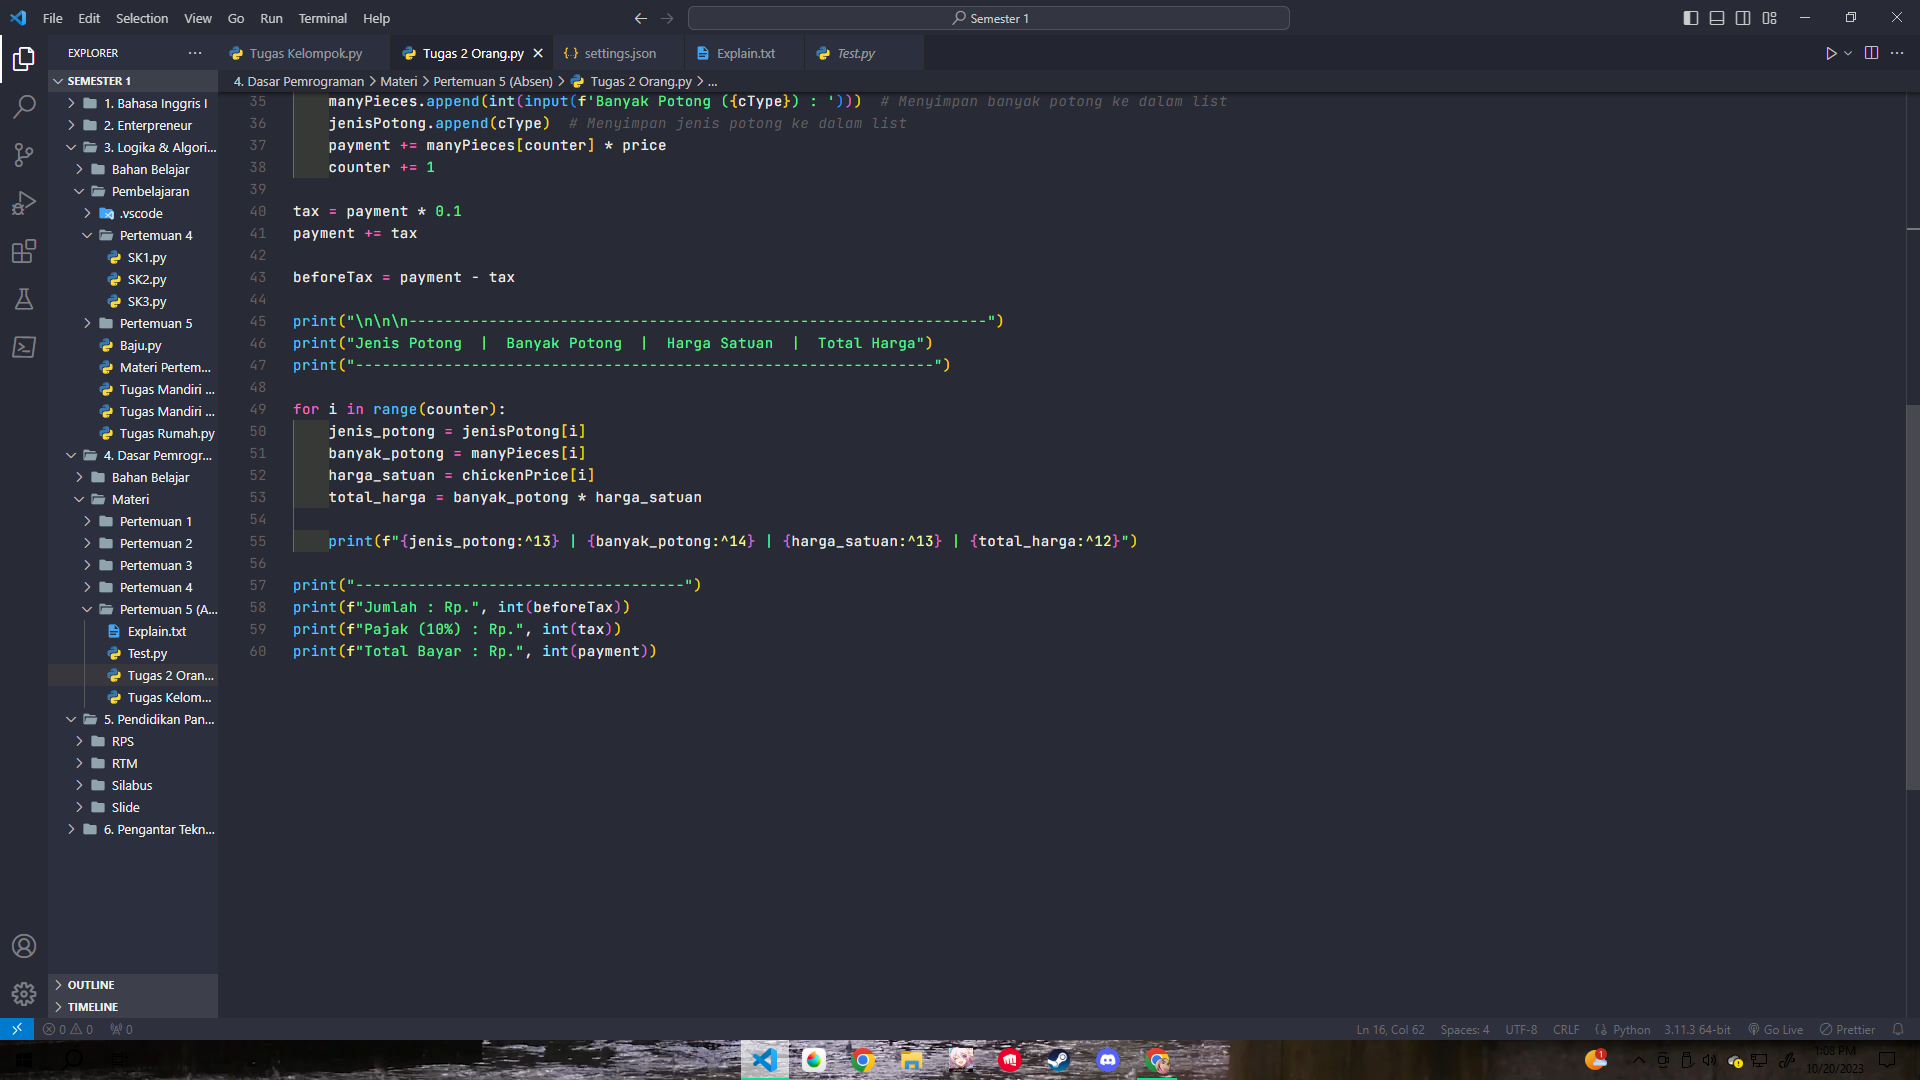 File Edit Selection View Go Run Terminal Help
Semester 1
EXPLORER
Tugas Kelompok.py
Tugas 2 Orang.py
settings.json
Explain.txt
Test.py
SEMESTER 1
4. Dasar Pemrograman > Materi > Pertemuan 5 (Absen) > Tugas 2 Orang.py > ...
1. Bahasa Inggris I
2. Enterpreneur
3. Logika & Algori...
Bahan Belajar
Pembelajaran
.vscode
Pertemuan 4
SK1.py
SK2.py
SK3.py
Pertemuan 5
Baju.py
Materi Pertem...
Tugas Mandiri ...
Tugas Mandiri ...
Tugas Rumah.py
4. Dasar Pemrogr...
Bahan Belajar
Materi
Pertemuan 1
Pertemuan 2
Pertemuan 3
Pertemuan 4
Pertemuan 5 (A...
Explain.txt
Test.py
Tugas 2 Oran...
Tugas Kelom...
5. Pendidikan Pan...
RPS
RTM
Silabus
Slide
6. Pengantar Tekn...
OUTLINE
TIMELINE
35 manyPieces.append(int(input(f'Banyak Potong ({cType}) : '))) # Menyimpan banyak potong ke dalam list
36 jenisPotong.append(cType) # Menyimpan jenis potong ke dalam list
37 payment += manyPieces[counter] * price
38 counter += 1
39
40 tax = payment * 0.1
41 payment += tax
42
43 beforeTax = payment - tax
44
45 print("\n\n\n-----------------------------------------------------------------")
46 print("Jenis Potong  |  Banyak Potong  |  Harga Satuan  |  Total Harga")
47 print("-----------------------------------------------------------------")
48
49 for i in range(counter):
50 jenis_potong = jenisPotong[i]
51 banyak_potong = manyPieces[i]
52 harga_satuan = chickenPrice[i]
53 total_harga = banyak_potong * harga_satuan
54
55 print(f"{jenis_potong:^13} | {banyak_potong:^14} | {harga_satuan:^13} | {total_harga:^12}")
56
57 print("-------------------------------------")
58 print(f"Jumlah : Rp.", int(beforeTax))
59 print(f"Pajak (10%) : Rp.", int(tax))
60 print(f"Total Bayar : Rp.", int(payment))
0 0 0
Ln 16, Col 62 Spaces: 4 UTF-8 CRLF Python 3.11.3 64-bit Go Live Prettier
1
1:08 PM
10/20/2023